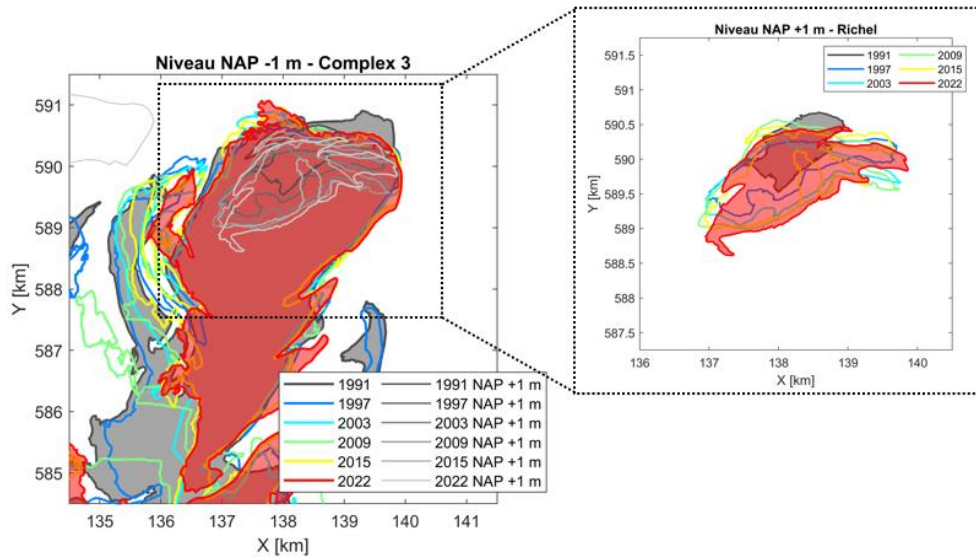 Niveau NAP -1 m - Complex 3
591
590
589
588
587
586
585
Y [km]
135 136 137 138 139 140 141
X [km]
1991 1991 NAP +1 m
1997 1997 NAP +1 m
2003 2003 NAP +1 m
2009 2009 NAP +1 m
2015 2015 NAP +1 m
2022 2022 NAP +1 m
Niveau NAP +1 m - Richel
1991 2009
1997 2015
2003 2022
591.5
591
590.5
590
589.5
589
588.5
588
587.5
Y [km]
136 137 138 139 140
X [km]